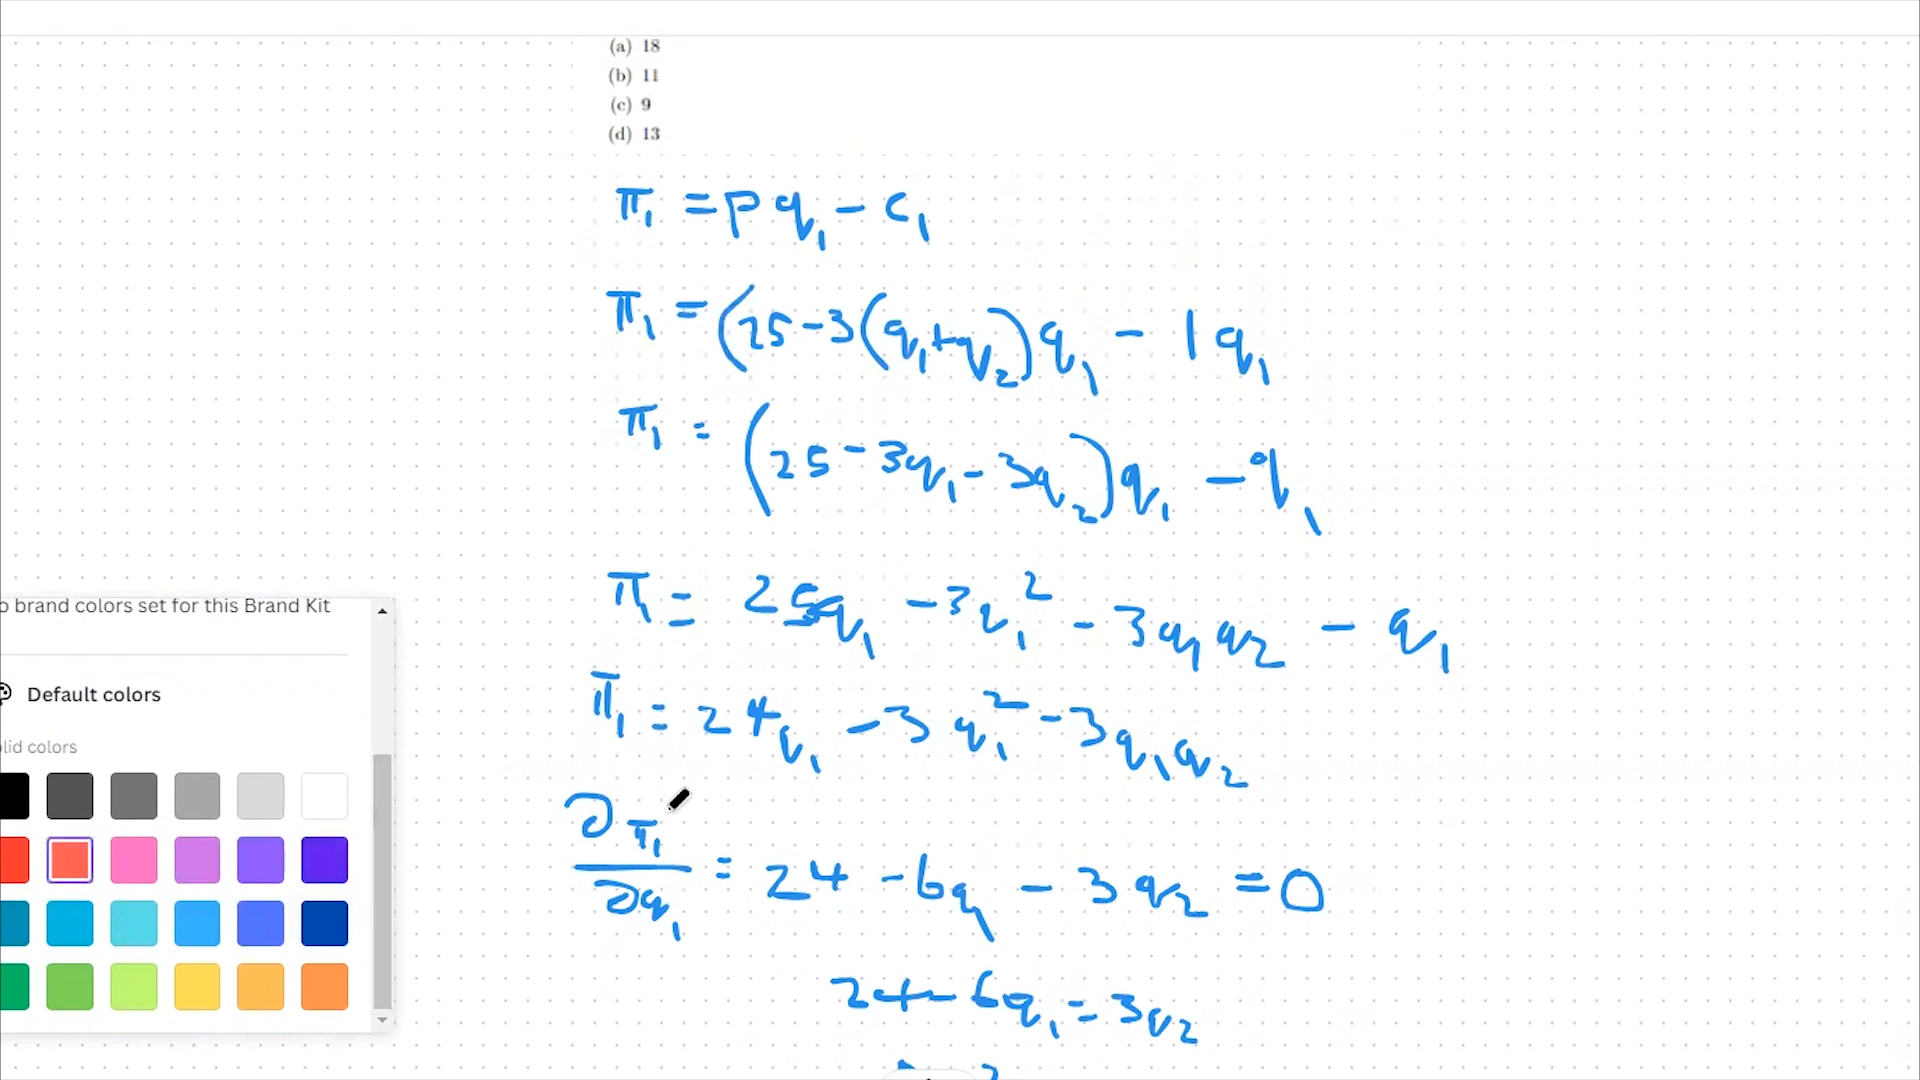 (a) 18
(b) 11
(c) 9
(d) 13
π₁ = p q₁ - c₁
π₁ = (25-3(q₁+q₂)q₁ - 1q₁
π₁ = (25-3q₁-3q₂)q₁ - q₁
π₁ = 25q₁ -3q₁² - 3q₁q₂ - q₁
π₁ = 24q₁ -3q₁² -3q₁q₂
∂π₁/∂q₁ = 24 -6q₁ - 3q₂ = 0
24-6q₁ = 3q₂
o brand colors set for this Brand Kit
Default colors
lid colors